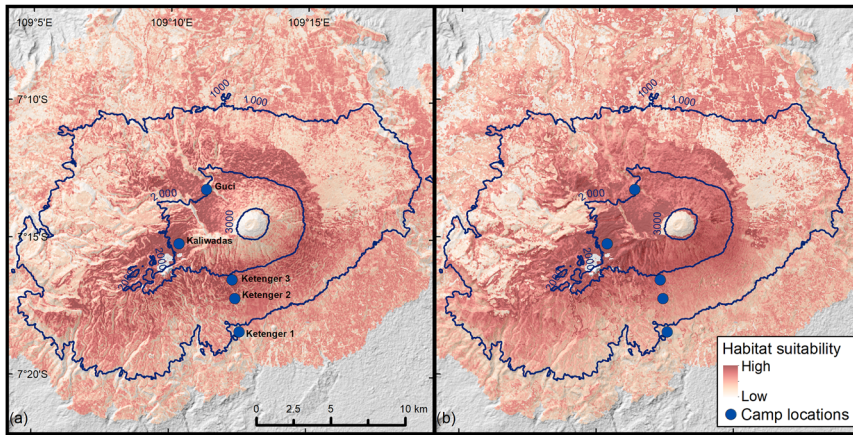 109°5'E
109°10'E
109°15'E
7°10'S
7°15'S
7°20'S
1000
1 000
2 000
3000
2000
Guci
Kaliwadas
Ketenger 3
Ketenger 2
Ketenger 1
(a)
0 2.5 5 10 km
1000
1 000
2 000
3000
2000
(b)
Habitat suitability
High
Low
Camp locations